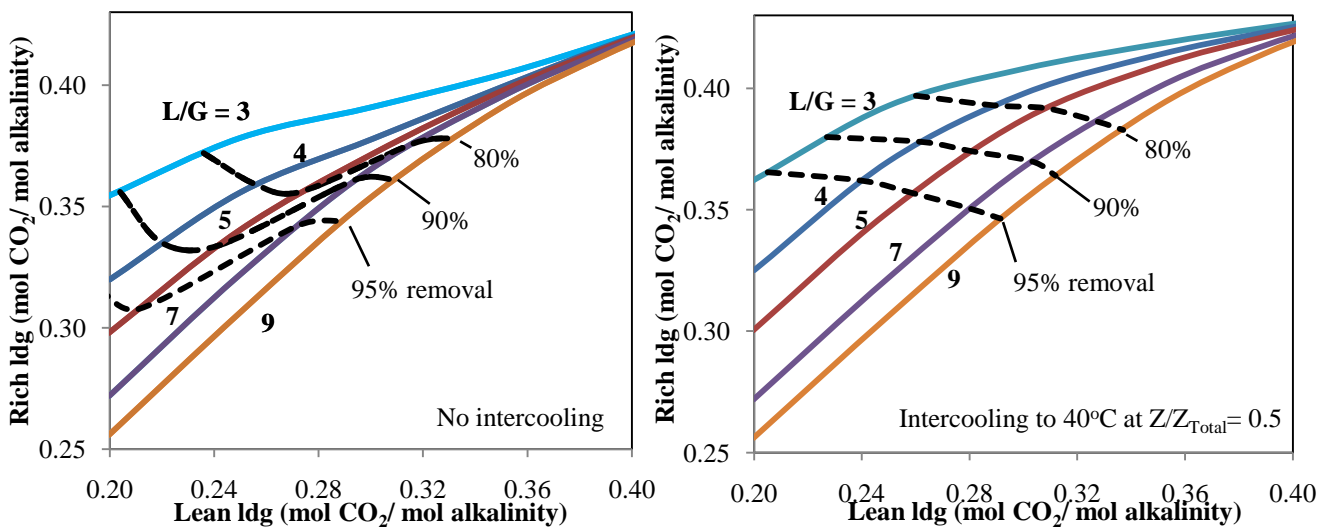 Rich ldg (mol CO2/ mol alkalinity)
0.40
0.35
0.30
0.25
L/G = 3
4
5
7
9
80%
90%
95% removal
No intercooling
0.20 0.24 0.28 0.32 0.36 0.40
Lean ldg (mol CO2/ mol alkalinity)
Rich ldg (mol CO2/ mol alkalinity)
0.40
0.35
0.30
0.25
L/G = 3
4
5
7
9
80%
90%
95% removal
Intercooling to 40°C at Z/ZTotal= 0.5
0.20 0.24 0.28 0.32 0.36 0.40
Lean ldg (mol CO2/ mol alkalinity)